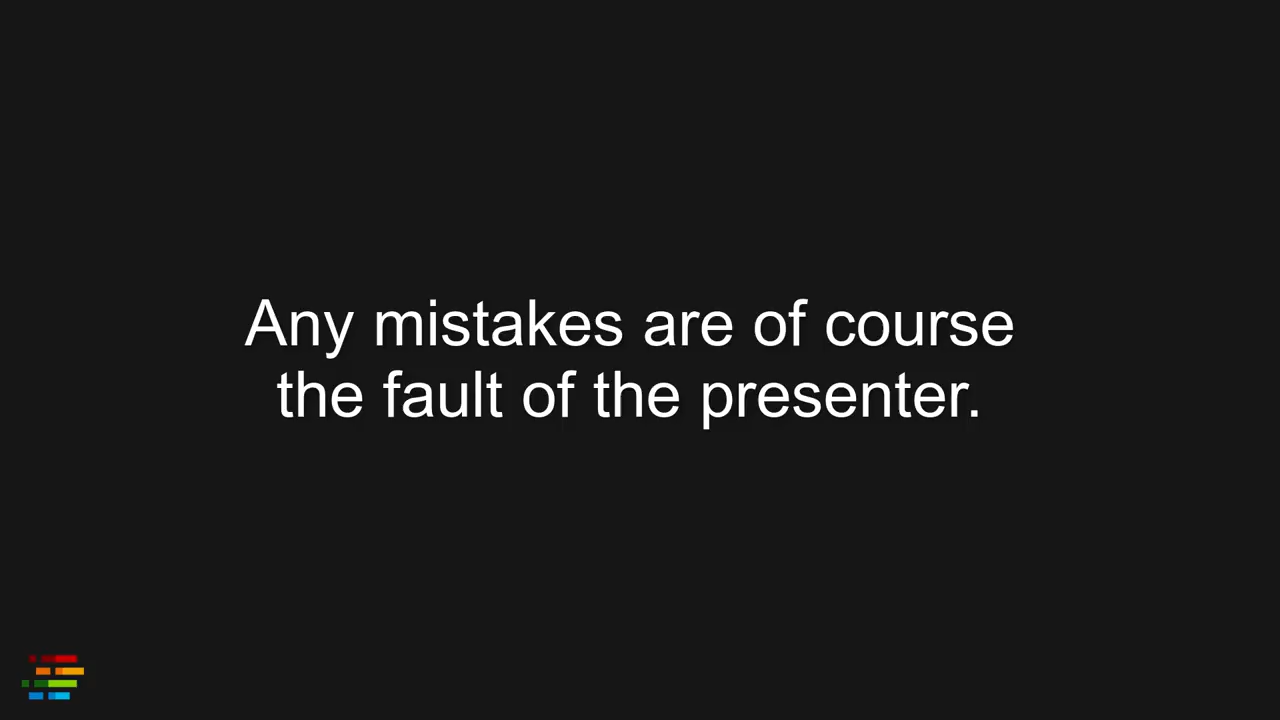 Any mistakes are of course
the fault of the presenter.